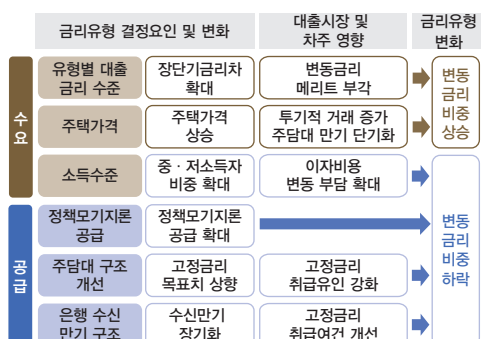 금리유형 결정요인 및 변화
대출시장 및
차주 영향
금리유형
변화
수요
유형별 대출
금리 수준
장단기금리차
확대
변동금리
메리트 부각
변동
금리
비중
상승
주택가격
주택가격
상승
투기적 거래 증가
주담대 만기 단기화
소득수준
중 · 저소득자
비중 확대
이자비용
변동 부담 확대
변동
금리
비중
하락
공급
정책모기지론
공급
정책모기지론
공급 확대
주담대 구조
개선
고정금리
목표치 상향
고정금리
취급유인 강화
은행 수신
만기 구조
수신만기
장기화
고정금리
취급여건 개선